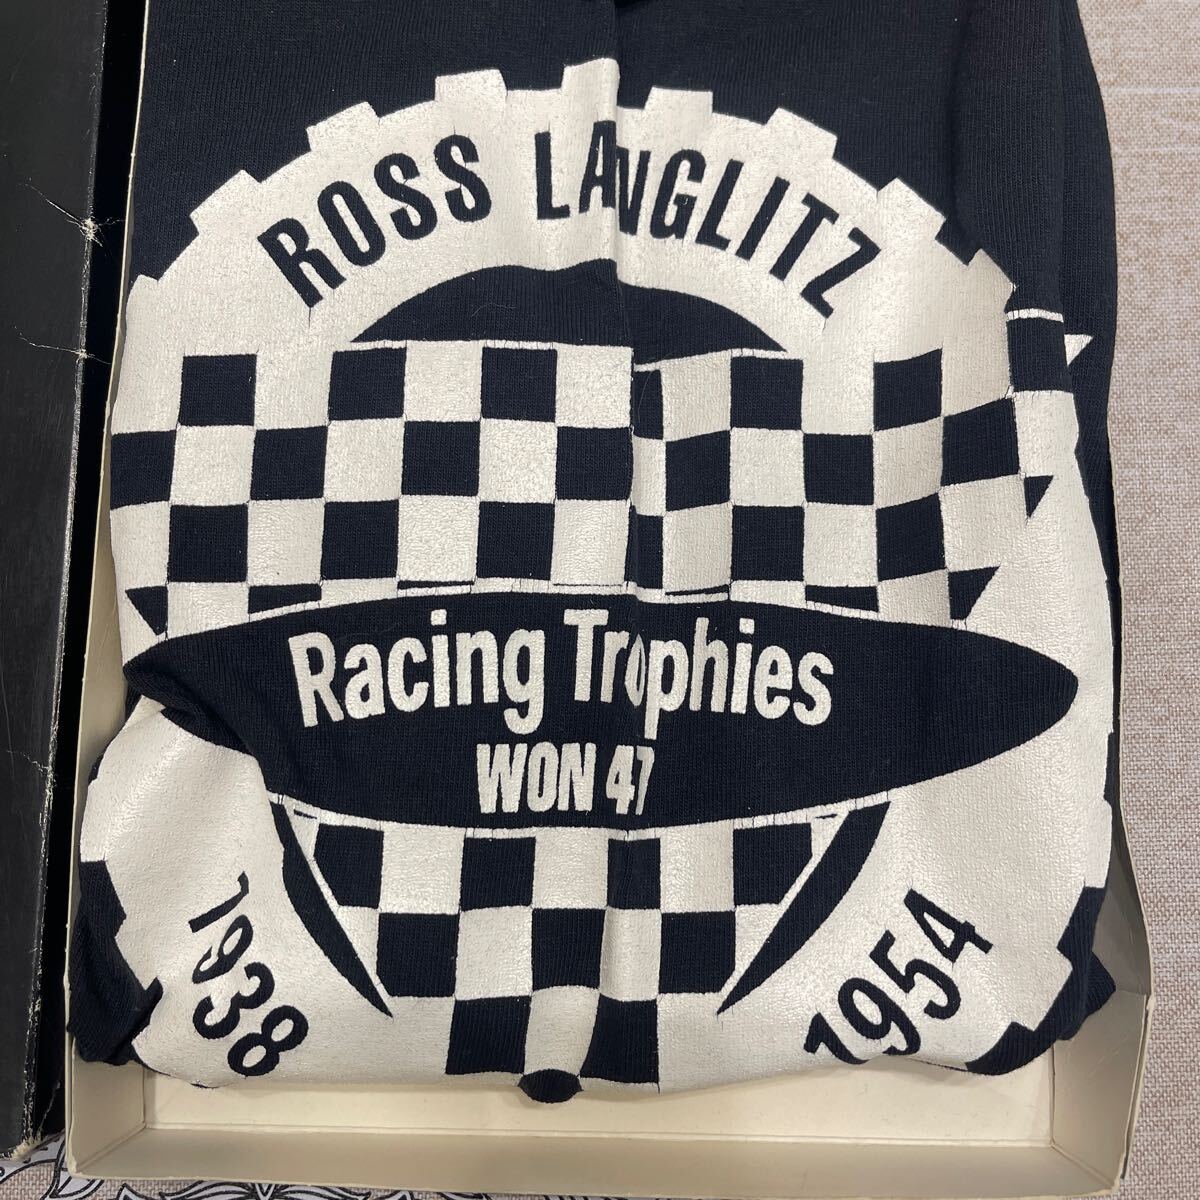 ROSS LANGLITZ
Racing Trophies
WON 47
1938
1954